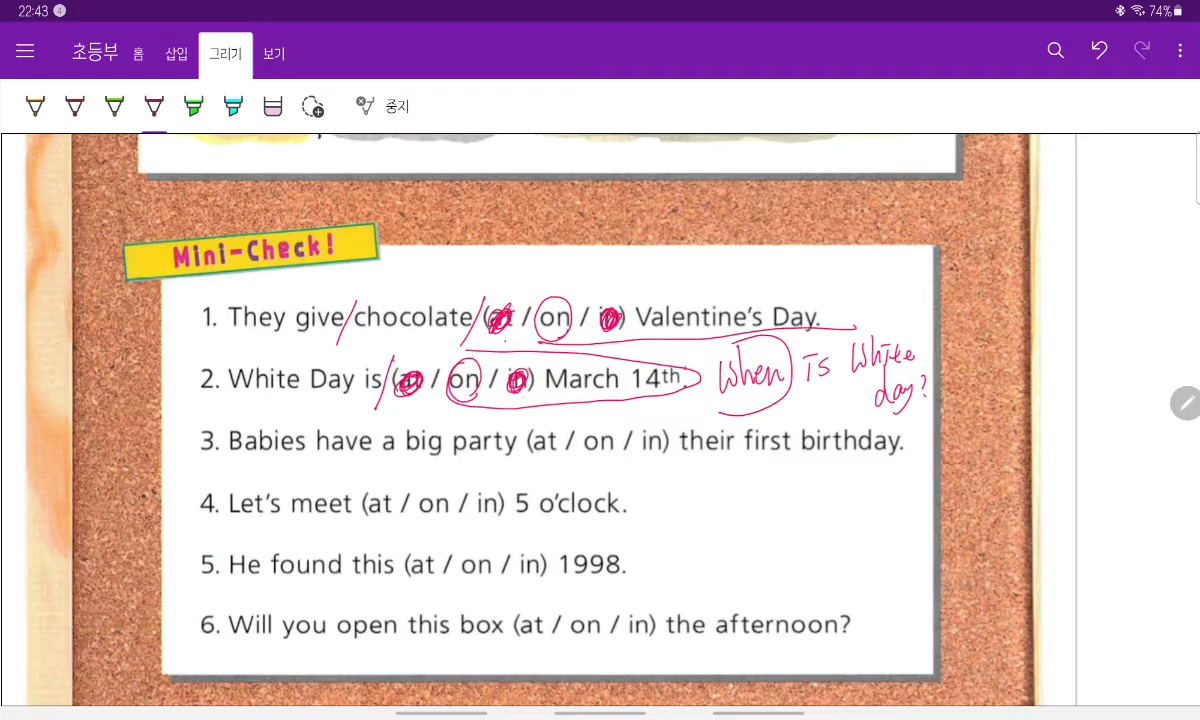 22:43 4 74%
초등부 홈 삽입 그리기 보기
중지
Mini-Check!
1. They give/chocolate/(at / on / in) Valentine's Day.
2. White Day is/(at / on / in) March 14th. When is White
day?
3. Babies have a big party (at / on / in) their first birthday.
4. Let's meet (at / on / in) 5 o'clock.
5. He found this (at / on / in) 1998.
6. Will you open this box (at / on / in) the afternoon?